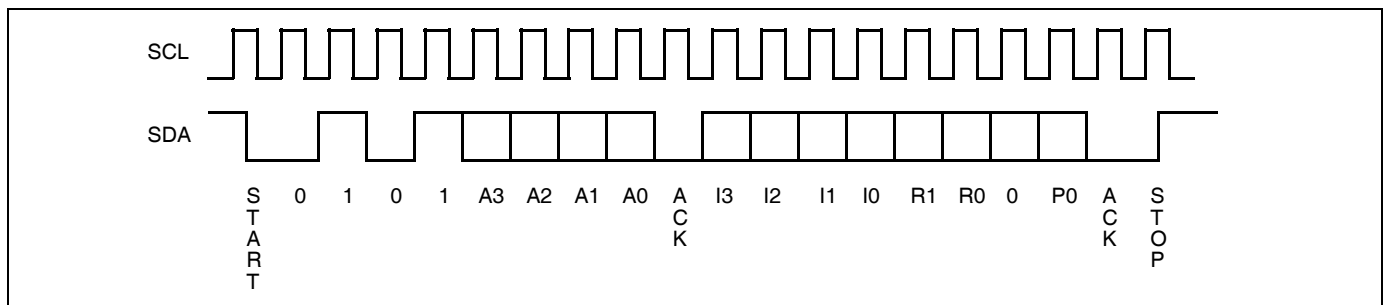 SCL
SDA
START 0 1 0 1 A3 A2 A1 A0 ACK I3 I2 I1 I0 R1 R0 0 P0 ACK STOP